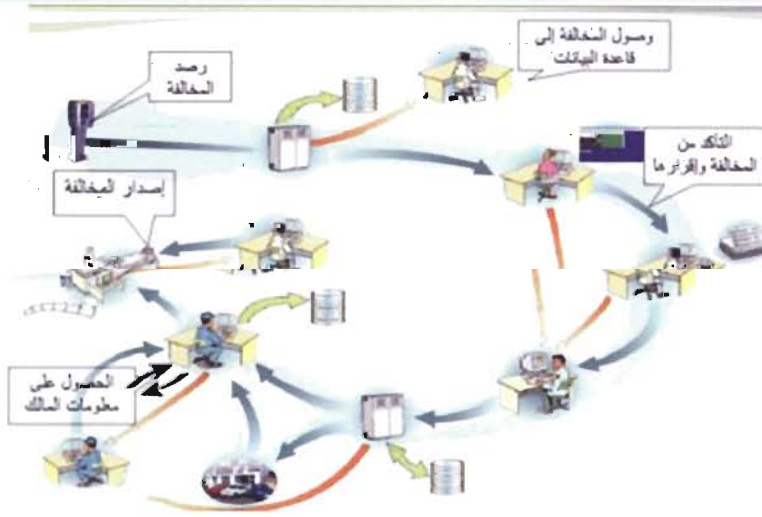 وصول المخالفة إلى
قاعدة البيانات
رصد
المخالفة
التأكد من
المخالفة وإقرارها
إصدار المخالفة
الحصول على
معلومات المالك